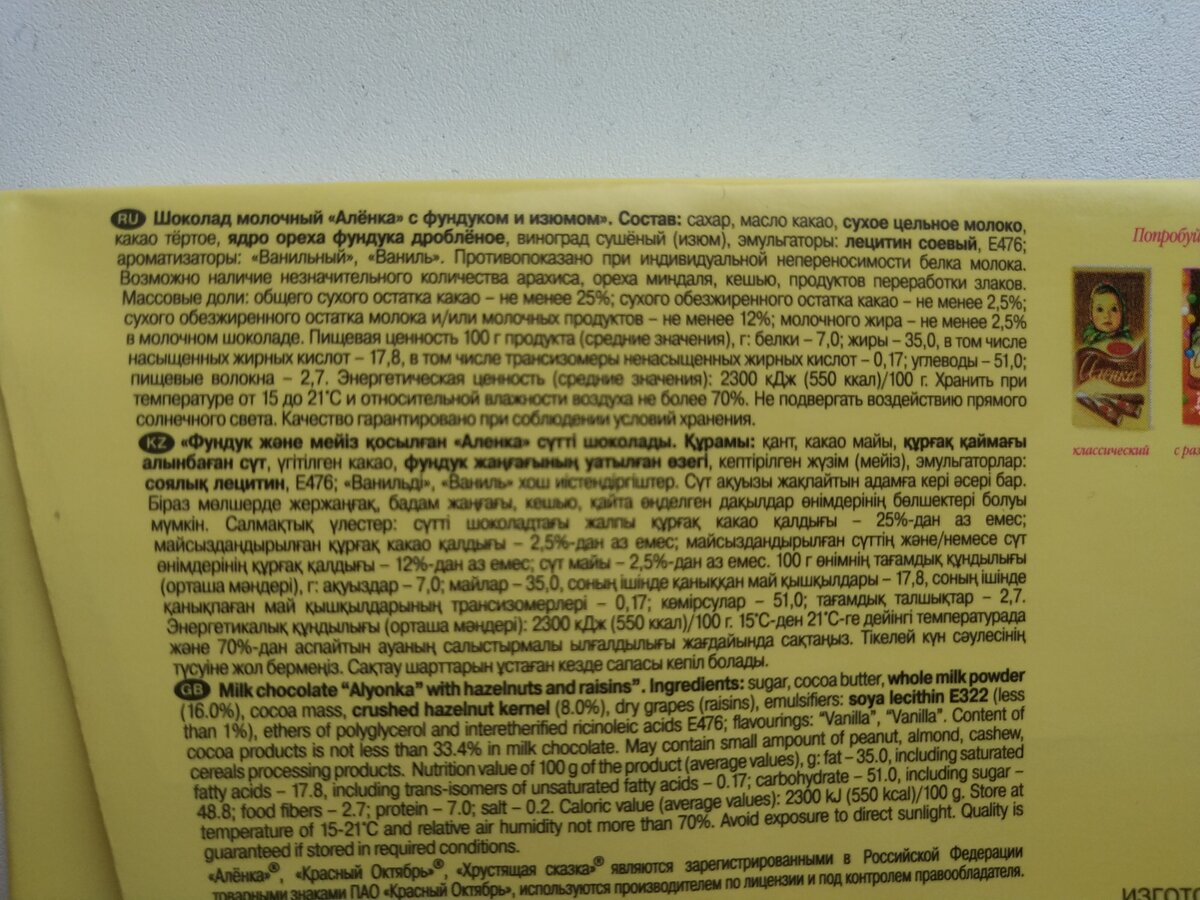 RU Шоколад молочный «Алёнка» с фундуком и изюмом». Состав: сахар, масло какао, сухое цельное молоко,
какао тёртое, ядро ореха фундука дроблёное, виноград сушёный (изюм), эмульгаторы: лецитин соевый, Е476;
ароматизаторы: «Ванильный», «Ваниль». Противопоказано при индивидуальной непереносимости белка молока.
Возможно наличие незначительного количества арахиса, ореха миндаля, кешью, продуктов переработки злаков.
Массовые доли: общего сухого остатка какао – не менее 25%; сухого обезжиренного остатка какао – не менее 2,5%;
сухого обезжиренного остатка молока и/или молочных продуктов – не менее 12%; молочного жира – не менее 2,5%
в молочном шоколаде. Пищевая ценность 100 г продукта (средние значения), г: белки – 7,0; жиры – 35,0, в том числе
насыщенных жирных кислот – 17,8, в том числе трансизомеры ненасыщенных жирных кислот – 0,17; углеводы – 51,0;
пищевые волокна – 2,7. Энергетическая ценность (средние значения): 2300 кДж (550 ккал)/100 г. Хранить при
температуре от 15 до 21˚С и относительной влажности воздуха не более 70%. Не подвергать воздействию прямого
солнечного света. Качество гарантировано при соблюдении условий хранения.
KZ «Фундук және мейіз қосылған «Аленка» сүтті шоколады. Құрамы: қант, какао майы, құрғақ қаймағы
алынбаған сүт, үгітілген какао, фундук жаңғағының уатылған өзегі, кептірілген жүзім (мейіз), эмульгаторлар:
соялық лецитин, Е476; «Ванильді», «Ваниль» хош иістендіргіштер. Сүт ақуызы жақпайтын адамға кері әсері бар.
Біраз мөлшерде жержаңғақ, бадам жаңғағы, кешью, қайта өңделген дақылдар өнімдерінің бөлшектері болуы
мүмкін. Салмақтық үлестер: сүтті шоколадтағы жалпы құрғақ какао қалдығы – 25%-дан аз емес;
майсыздандырылған құрғақ какао қалдығы – 2,5%-дан аз емес; майсыздандырылған сүттің және/немесе сүт
өнімдерінің құрғақ қалдығы – 12%-дан аз емес; сүт майы – 2,5%-дан аз емес. 100 г өнімнің тағамдық құндылығы
(орташа мәндері), г: ақуыздар – 7,0; майлар – 35,0, соның ішінде қаныққан май қышқылдары – 17,8, соның ішінде
қанықпаған май қышқылдарының трансизомерлері – 0,17; көмірсулар – 51,0; тағамдық талшықтар – 2,7.
Энергетикалық құндылығы (орташа мәндері): 2300 кДж (550 ккал)/100 г. 15˚С-ден 21˚С-ге дейінгі температурада
және 70%-дан аспайтын ауаның салыстырмалы ылғалдылығы жағдайында сақтаңыз. Тікелей күн сәулесінің
түсуіне жол бермеңіз. Сақтау шарттарын ұстаған кезде сапасы кепіл болады.
GB Milk chocolate “Alyonka” with hazelnuts and raisins”. Ingredients: sugar, cocoa butter, whole milk powder
(16.0%), cocoa mass, crushed hazelnut kernel (8.0%), dry grapes (raisins), emulsifiers: soya lecithin E322 (less
than 1%), ethers of polyglycerol and interetherified ricinoleic acids E476; flavourings: “Vanilla”, “Vanilla”. Content of
cocoa products is not less than 33.4% in milk chocolate. May contain small ampount of peanut, almond, cashew,
cereals processing products. Nutrition value of 100 g of the product (average values), g: fat – 35.0, including saturated
fatty acids – 17.8, including trans-isomers of unsaturated fatty acids – 0.17; carbohydrate – 51.0, including sugar –
48.8; food fibers – 2.7; protein – 7.0; salt – 0.2. Caloric value (average values): 2300 kJ (550 kcal)/100 g. Store at
temperature of 15-21˚C and relative air humidity not more than 70%. Avoid exposure to direct sunlight. Quality is
guaranteed if stored in required conditions.
«Алёнка»®, «Красный Октябрь»®, «Хрустящая сказка»® являются зарегистрированными в Российской Федерации
товарными знаками ПАО «Красный Октябрь», используются производителем по лицензии и под контролем правообладателя.
Попробуй
Алёнка
классический
с раз
ИЗГОТО